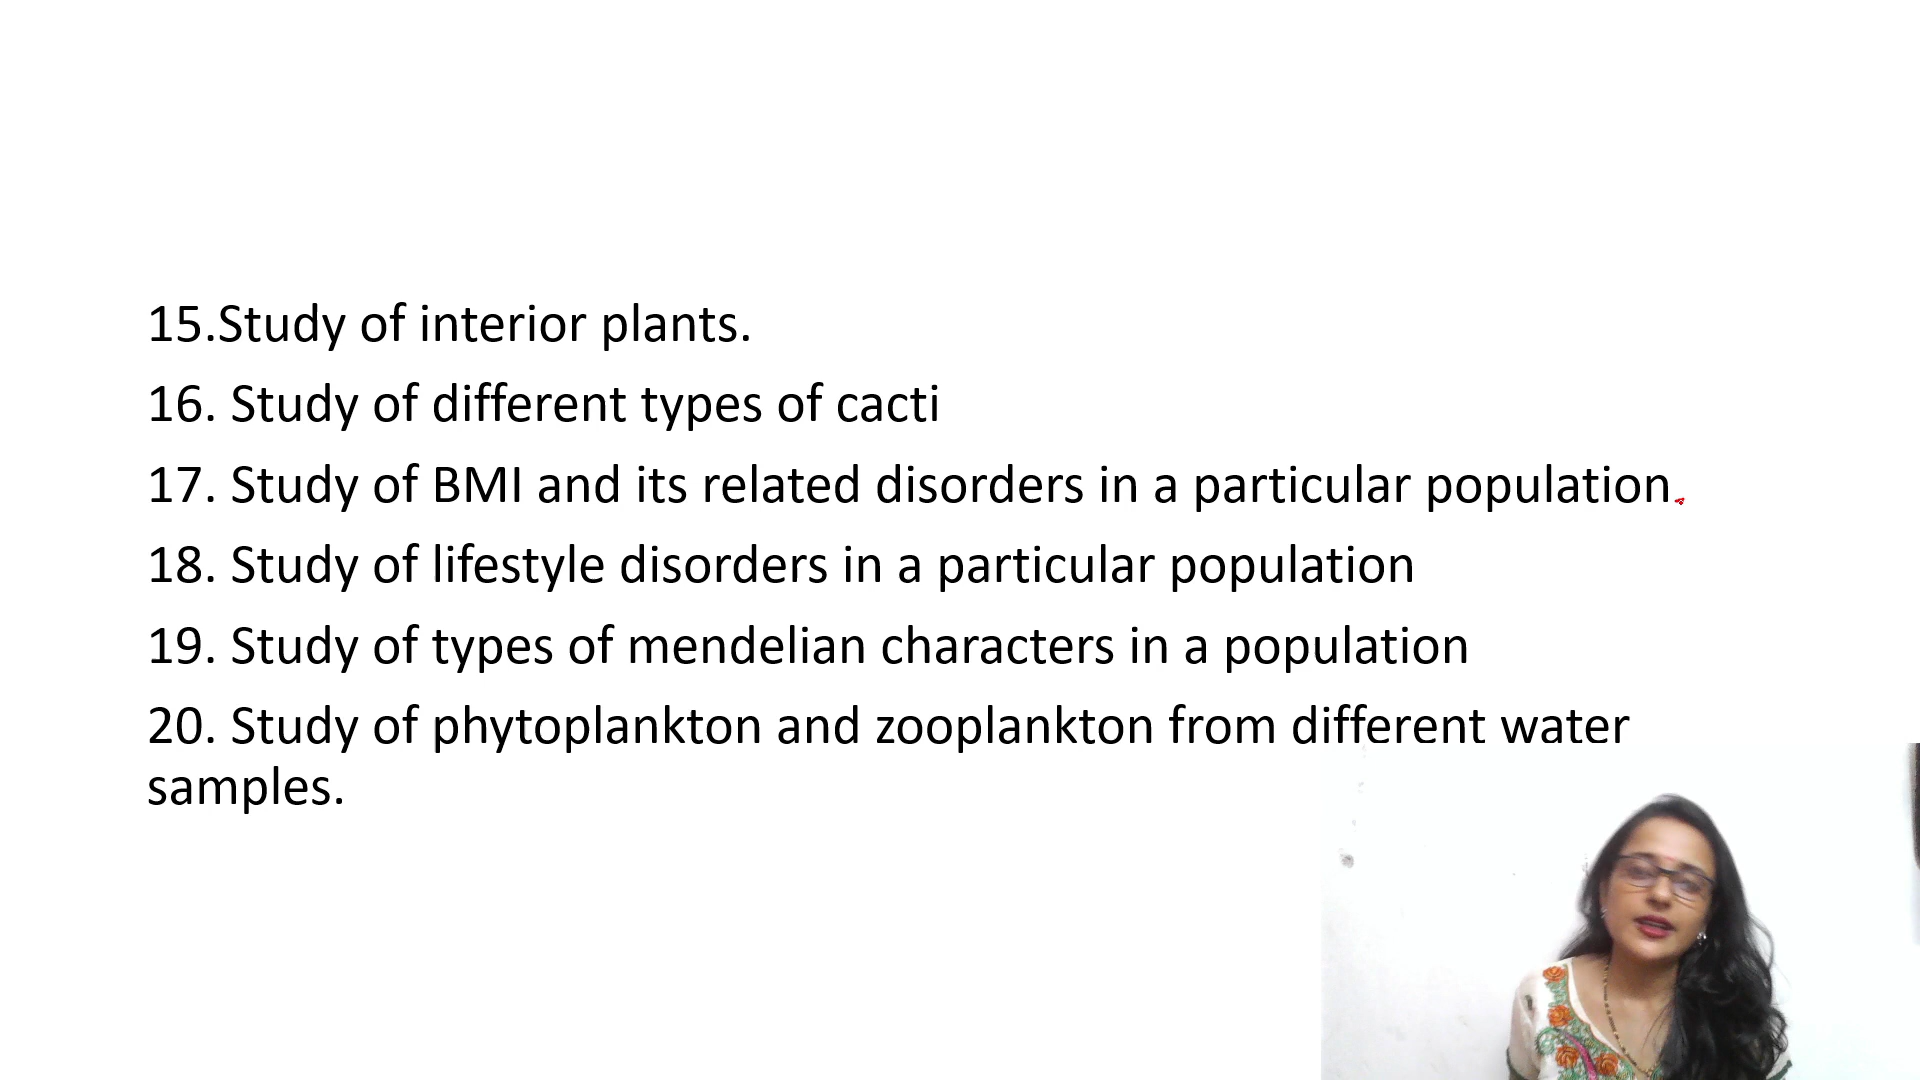 15.Study of interior plants.
16. Study of different types of cacti
17. Study of BMI and its related disorders in a particular population.
18. Study of lifestyle disorders in a particular population
19. Study of types of mendelian characters in a population
20. Study of phytoplankton and zooplankton from different water
samples.